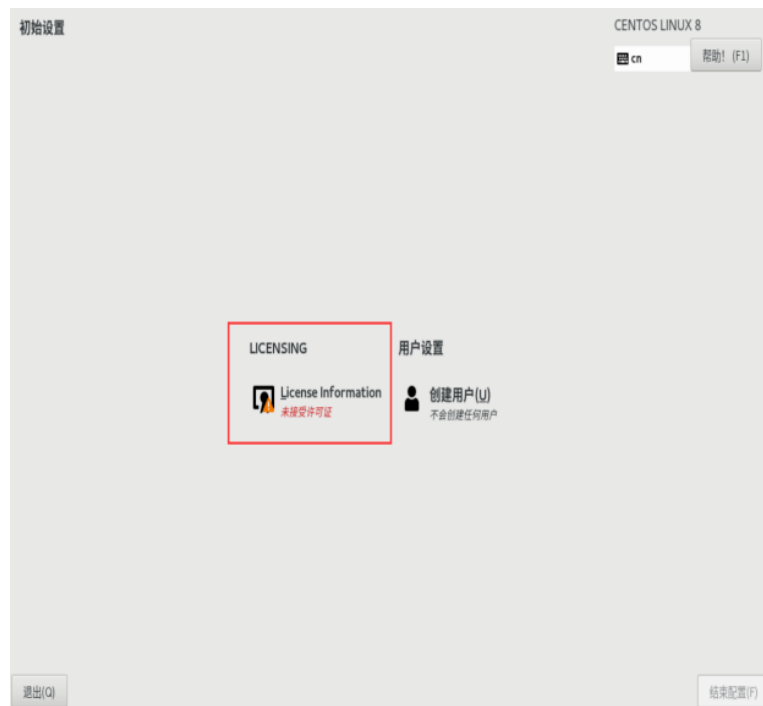 初始设置
CENTOS LINUX 8
cn
帮助! (F1)
LICENSING
用户设置
License Information
未接受许可证
创建用户(U)
不会创建任何用户
退出(Q)
结束配置(F)